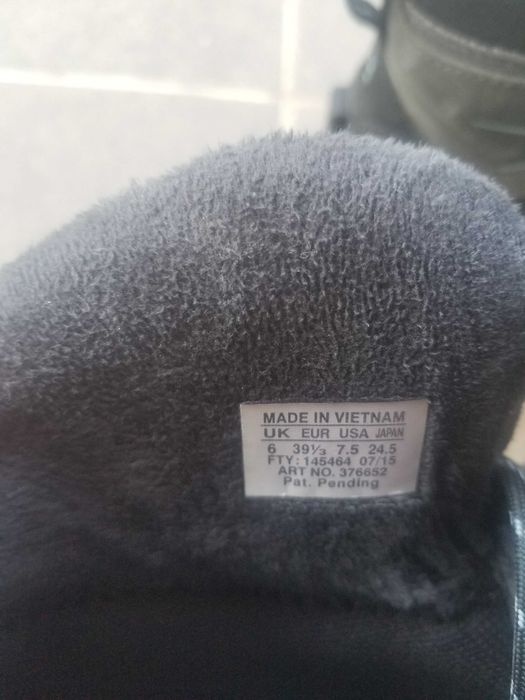 MADE IN VIETNAM
UK EUR USA JAPAN
6 39⅓ 7.5 24.5
FTY: 145464 07/15
ART NO. 376652
Pat. Pending